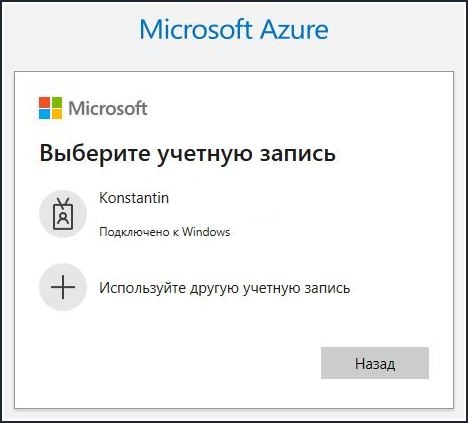 Microsoft Azure
Microsoft
Выберите учетную запись
Konstantin
Подключено к Windows
Используйте другую учетную запись
Назад